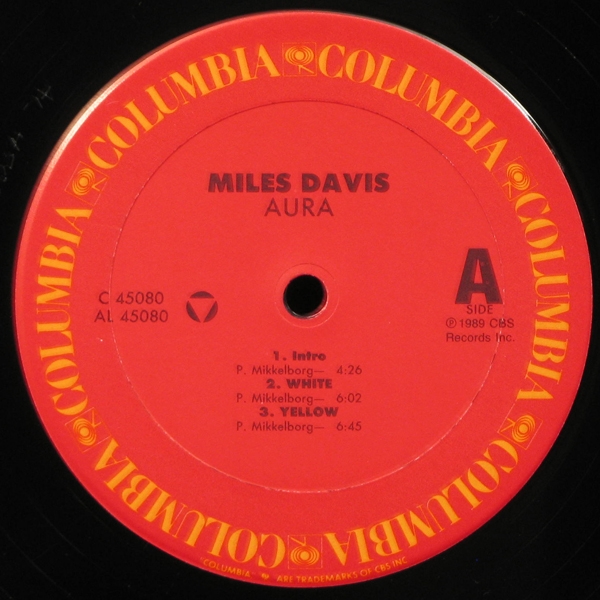 COLUMBIA COLUMBIA COLUMBIA COLUMBIA COLUMBIA COLUMBIA COLUMBIA COLUMBIA
MILES DAVIS
AURA
C 45080
AL 45080
A
SIDE
℗ 1989 CBS
Records Inc.
1. Intro
P. Mikkelborg— 4:26
2. WHITE
P. Mikkelborg— 6:02
3. YELLOW
P. Mikkelborg— 6:45
"COLUMBIA" ARE TRADEMARKS OF CBS INC.